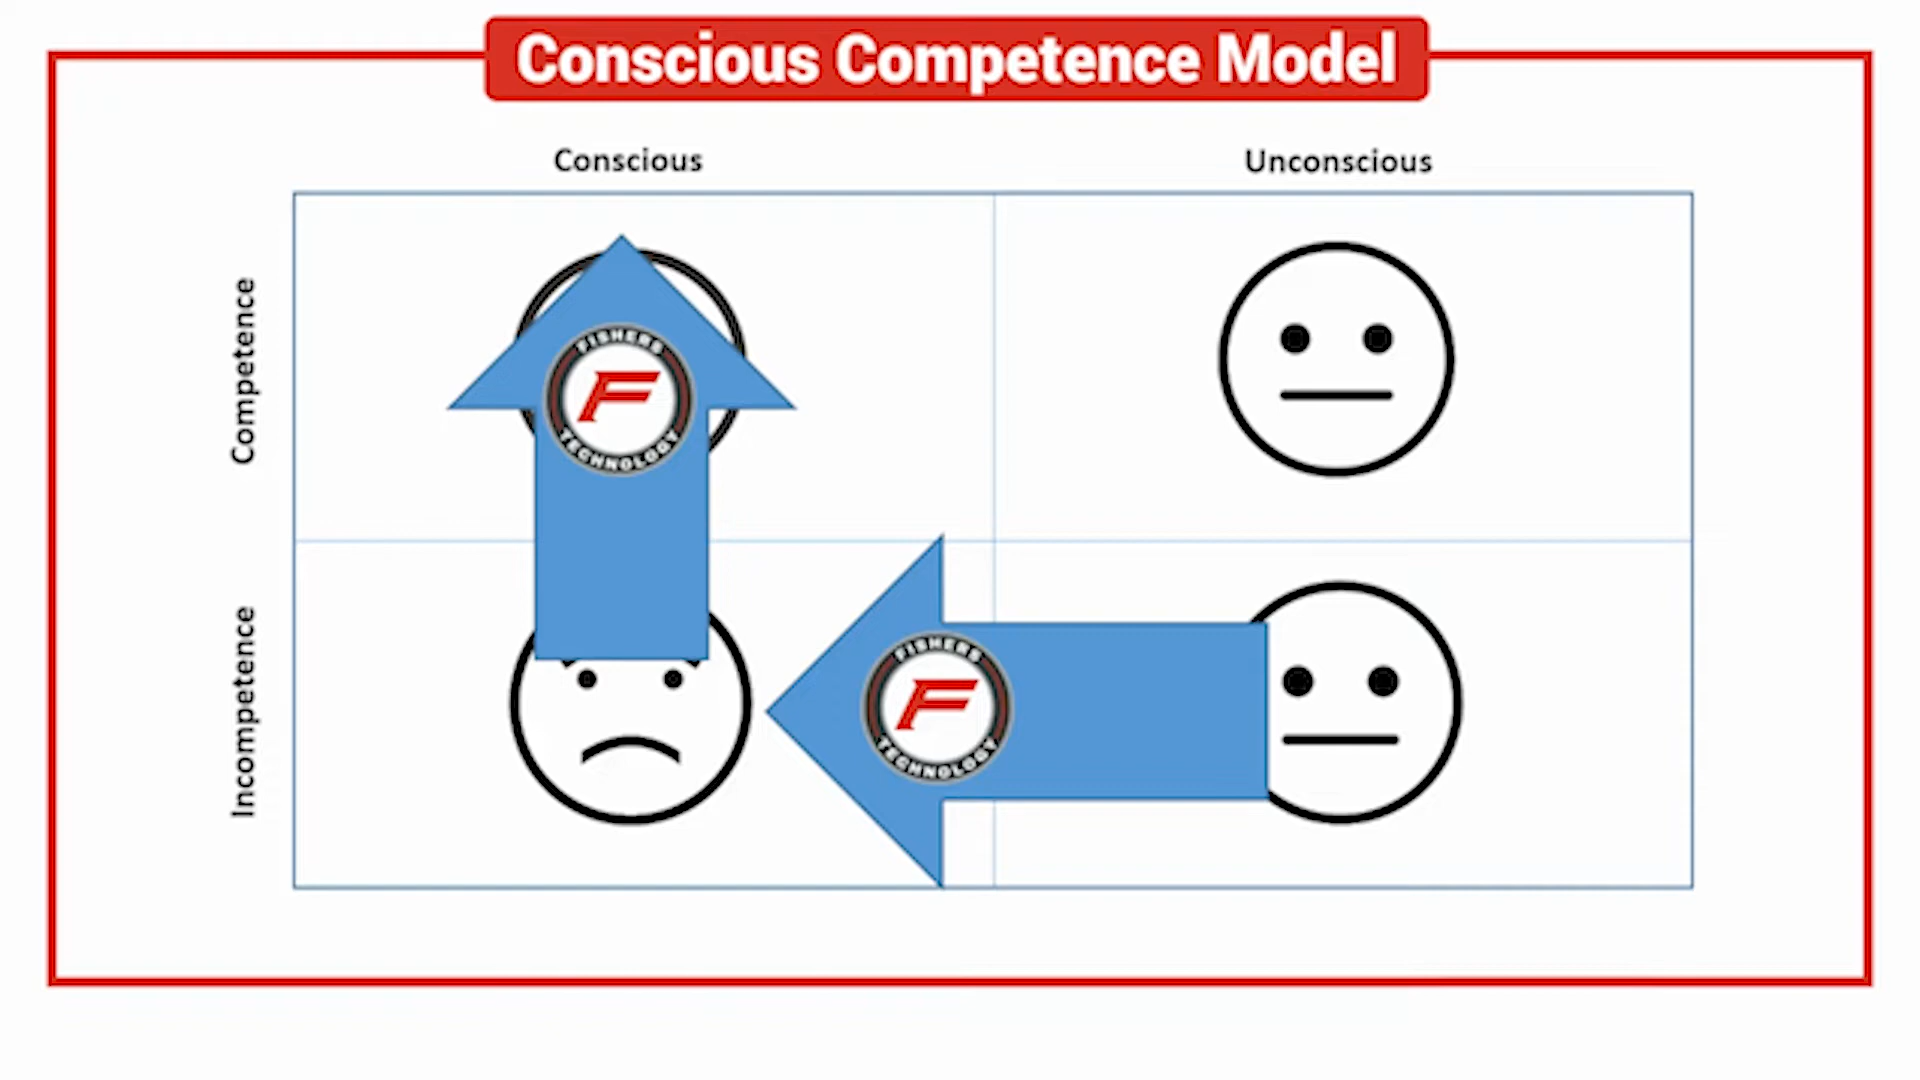 Conscious Competence Model
Conscious
Unconscious
Competence
FISHERS
F
TECHNOLOGY
Incompetence
FISHERS
F
TECHNOLOGY